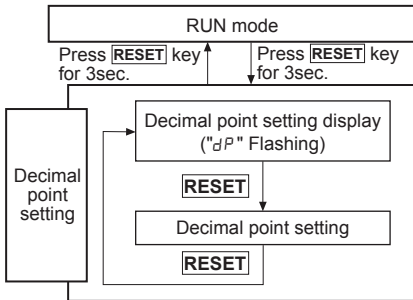 RUN mode
Press RESET key
for 3sec.
Press RESET key
for 3sec.
Decimal
point
setting
Decimal point setting display
("dP" Flashing)
RESET
Decimal point setting
RESET